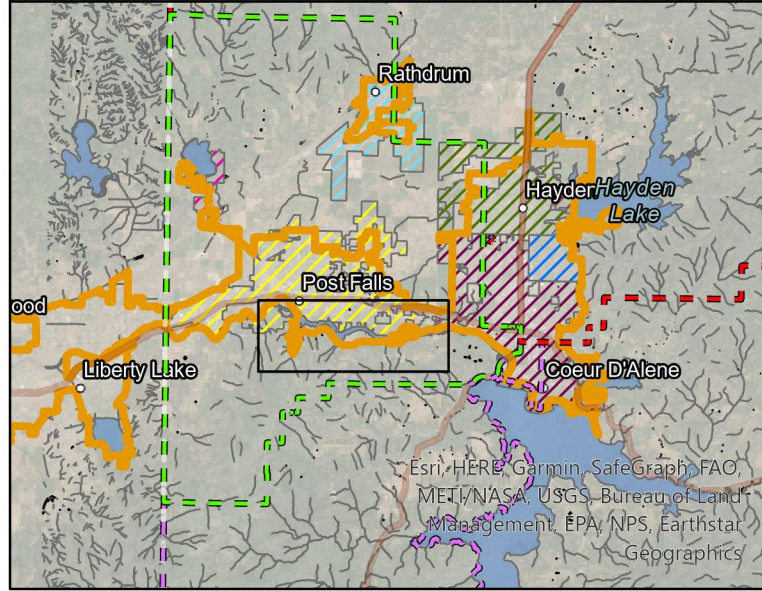 Rathdrum
Hayden
Hayden
Lake
Post Falls
ood
Liberty Lake
Coeur D'Alene
Esri, HERE, Garmin, SafeGraph, FAO,
METI/NASA, USGS, Bureau of Land
Management, EPA, NPS, Earthstar
Geographics